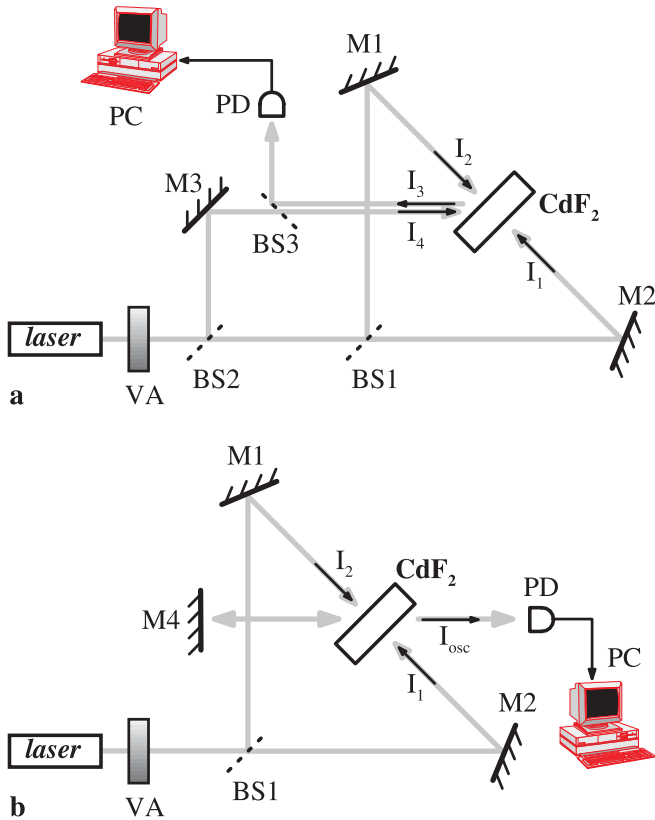 M1
PC
PD
I2
M3
I3
CdF2
BS3
I4
I1
M2
laser
VA
BS2
BS1
a
M1
I2
CdF2
PD
M4
Iosc
PC
I1
M2
laser
VA
BS1
b